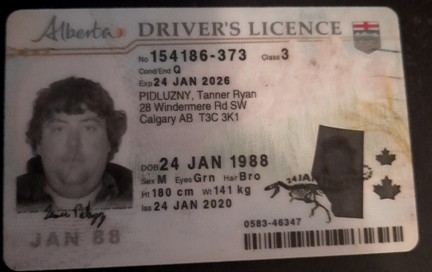 Alberta DRIVER'S LICENCE
No 154186-373 Class 3
Cond/End Q
Exp 24 JAN 2026
PIDLUZNY, Tanner Ryan
28 Windermere Rd SW
Calgary AB T3C 3K1
DOB 24 JAN 1988
Sex M Eyes Grn Hair Bro
Ht 180 cm Wt 141 kg
Iss 24 JAN 2020
JAN 88
0583-46347